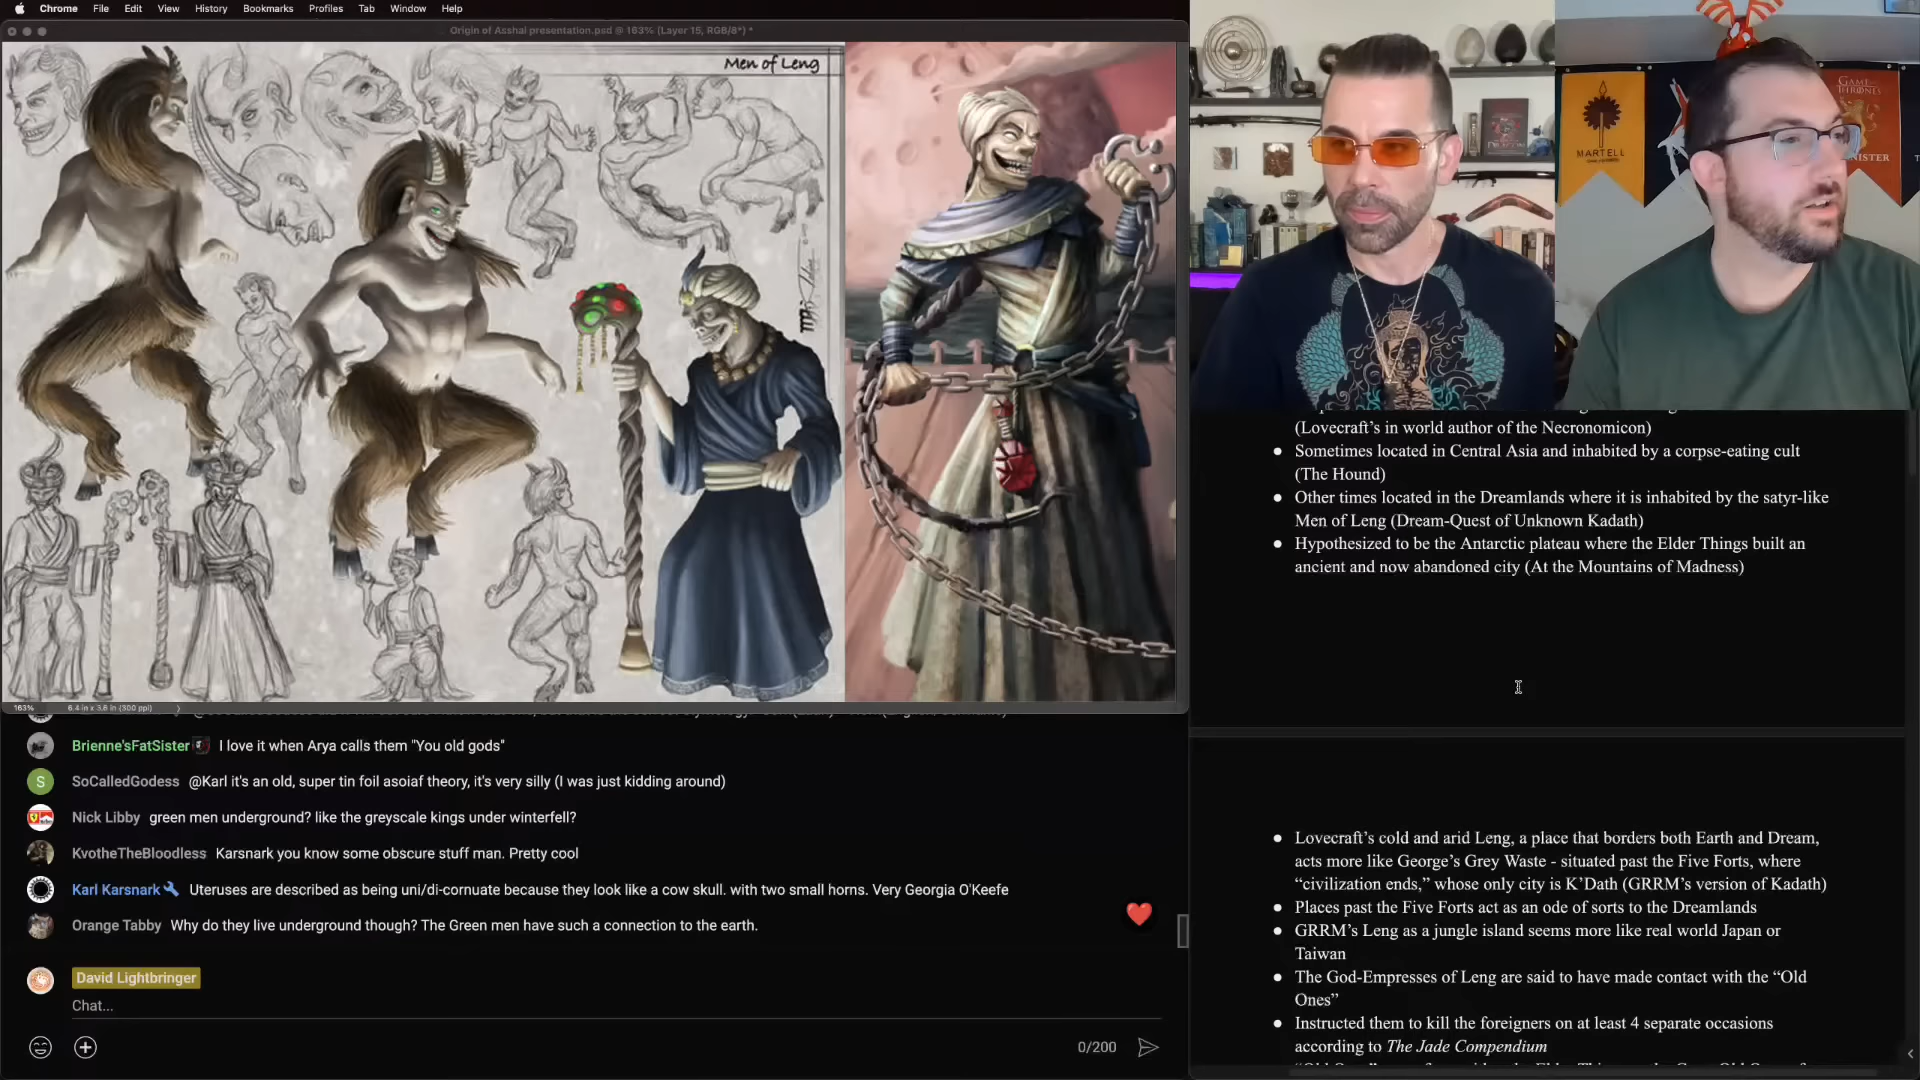 Chrome File Edit View History Bookmarks Profiles Tab Window Help
Origin of Asshai presentation.psd @ 163% (Layer 15, RGB/8*) *
Men of Leng
MARTELL
GAME OF THRONES
DRAGON
(Lovecraft's in world author of the Necronomicon)
● Sometimes located in Central Asia and inhabited by a corpse-eating cult
(The Hound)
● Other times located in the Dreamlands where it is inhabited by the satyr-like
Men of Leng (Dream-Quest of Unknown Kadath)
● Hypothesized to be the Antarctic plateau where the Elder Things built an
ancient and now abandoned city (At the Mountains of Madness)
163% 6.4 in x 3.6 in (300 ppi)
Brienne'sFatSister I love it when Arya calls them "You old gods"
S SoCalledGodess @Karl it's an old, super tin foil asoiaf theory, it's very silly (I was just kidding around)
Nick Libby green men underground? like the greyscale kings under winterfell?
KvotheTheBloodless Karsnark you know some obscure stuff man. Pretty cool
Karl Karsnark Uteruses are described as being uni/di-cornuate because they look like a cow skull. with two small horns. Very Georgia O'Keefe
Orange Tabby Why do they live underground though? The Green men have such a connection to the earth.
David Lightbringer
Chat...
0/200
● Lovecraft's cold and arid Leng, a place that borders both Earth and Dream,
acts more like George's Grey Waste - situated past the Five Forts, where
“civilization ends,” whose only city is K'Dath (GRRM's version of Kadath)
● Places past the Five Forts act as an ode of sorts to the Dreamlands
● GRRM's Leng as a jungle island seems more like real world Japan or
Taiwan
● The God-Empresses of Leng are said to have made contact with the “Old
Ones”
● Instructed them to kill the foreigners on at least 4 separate occasions
according to The Jade Compendium